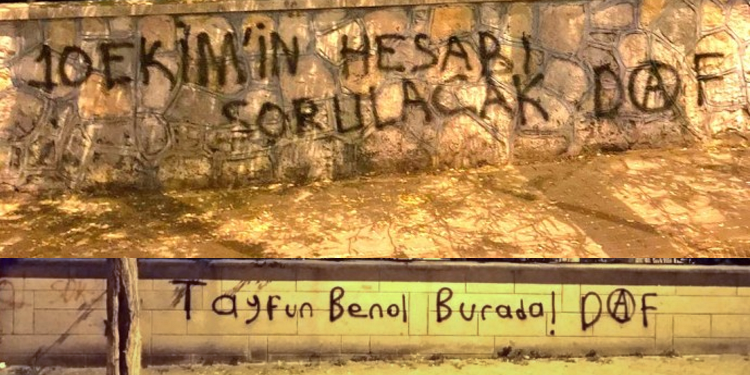 10 EKİM'İN HESABI
SORULACAK DAF
Tayfun Benol Burada! DAF